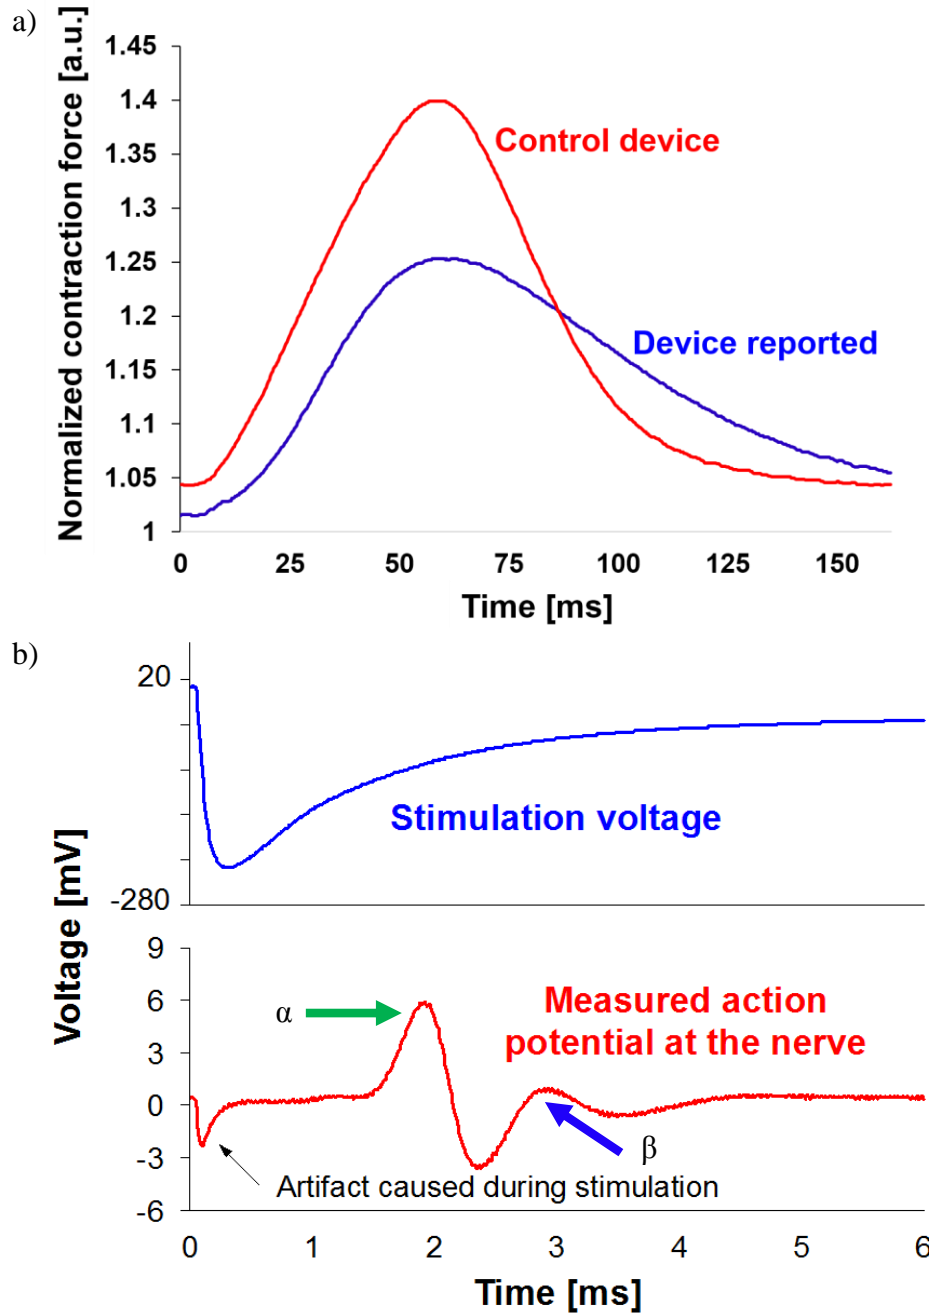 a)
Normalized contraction force [a.u.]
1.45
1.4
1.35
1.3
1.25
1.2
1.15
1.1
1.05
1
Control device
Device reported
0 25 50 75 100 125 150
Time [ms]
b)
Voltage [mV]
20
-280
Stimulation voltage
9
6
3
0
-3
-6
α
Measured action
potential at the nerve
β
Artifact caused during stimulation
0 1 2 3 4 5 6
Time [ms]